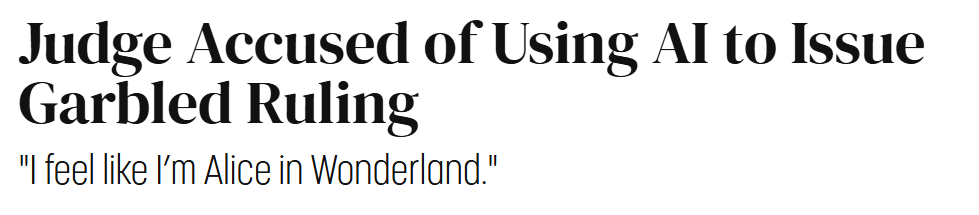 Judge Accused of Using AI to Issue
Garbled Ruling
"I feel like I’m Alice in Wonderland."